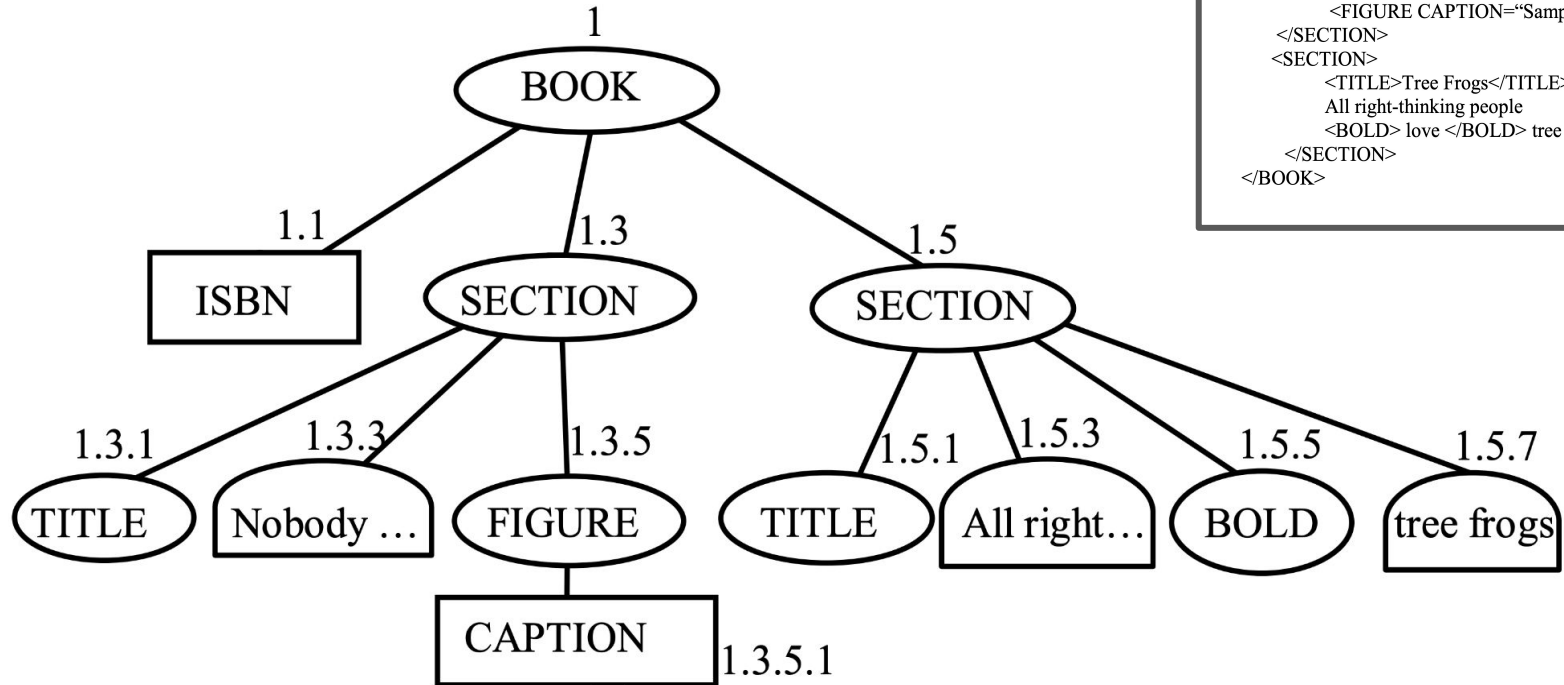 1
BOOK
1.1
1.3
1.5
ISBN
SECTION
SECTION
1.3.1
1.3.3
1.3.5
1.5.1
1.5.3
1.5.5
1.5.7
TITLE
Nobody ...
FIGURE
TITLE
All right...
BOLD
tree frogs
CAPTION
1.3.5.1
<FIGURE CAPTION=“Samp
</SECTION>
<SECTION>
<TITLE>Tree Frogs</TITLE>
All right-thinking people
<BOLD> love </BOLD> tree
</SECTION>
</BOOK>